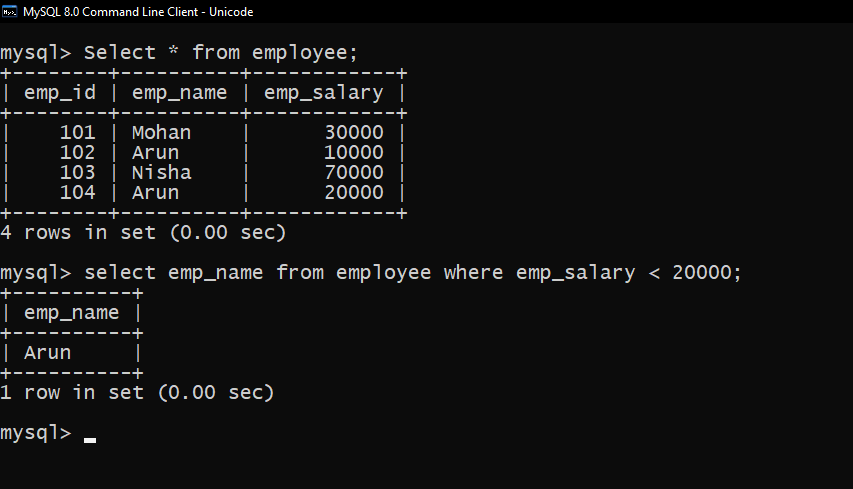 MySQL 8.0 Command Line Client - Unicode
mysql> Select * from employee;
+--------+----------+------------+
| emp_id | emp_name | emp_salary |
+--------+----------+------------+
|    101 | Mohan    |      30000 |
|    102 | Arun     |      10000 |
|    103 | Nisha    |      70000 |
|    104 | Arun     |      20000 |
+--------+----------+------------+
4 rows in set (0.00 sec)
mysql> select emp_name from employee where emp_salary < 20000;
+----------+
| emp_name |
+----------+
| Arun     |
+----------+
1 row in set (0.00 sec)
mysql> _